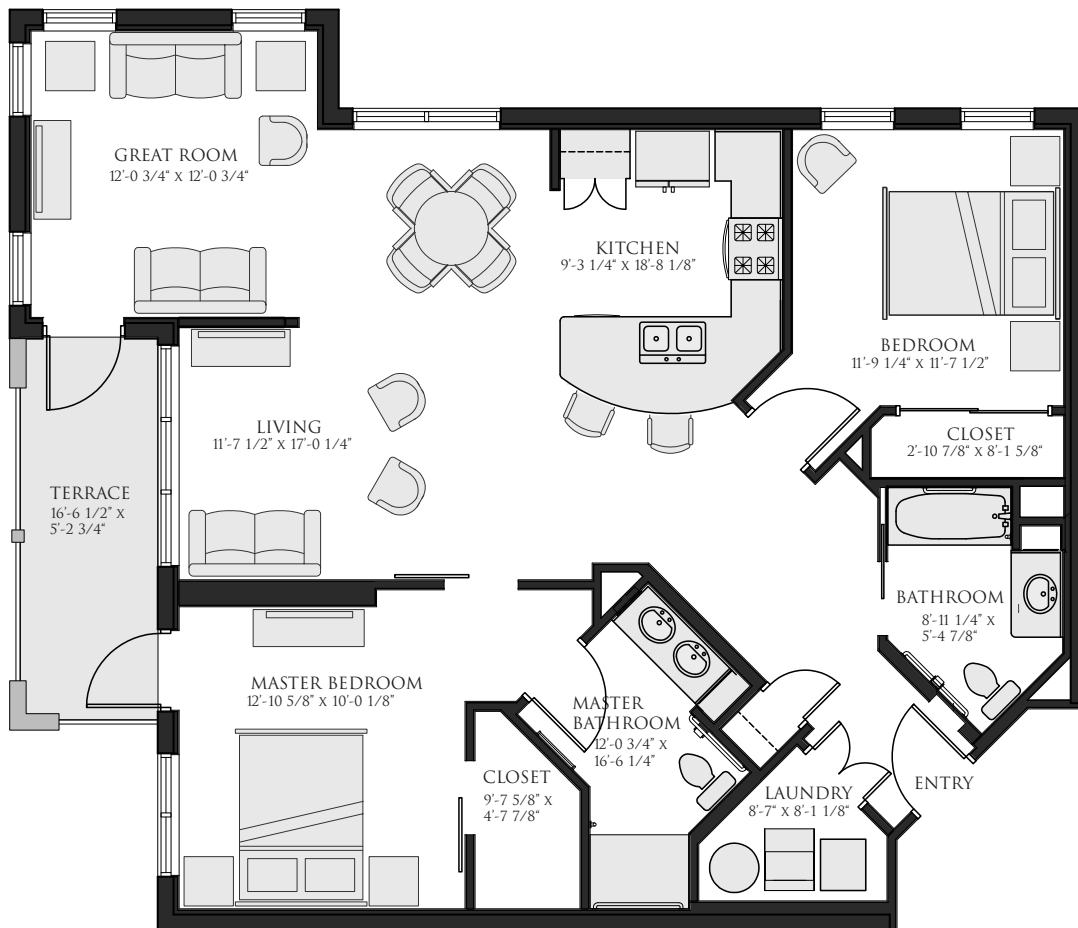 GREAT ROOM
12'-0 3/4" X 12'-0 3/4"
KITCHEN
9'-3 1/4" X 18'-8 1/8"
BEDROOM
11'-9 1/4" X 11'-7 1/2"
LIVING
11'-7 1/2" X 17'-0 1/4"
CLOSET
2'-10 7/8" X 8'-1 5/8"
TERRACE
16'-6 1/2" X
5'-2 3/4"
BATHROOM
8'-11 1/4" X
5'-4 7/8"
MASTER BEDROOM
12'-10 5/8" X 10'-0 1/8"
MASTER
BATHROOM
12'-0 3/4" X
16'-6 1/4"
CLOSET
9'-7 5/8" X
4'-7 7/8"
LAUNDRY
8'-7" X 8'-1 1/8"
ENTRY